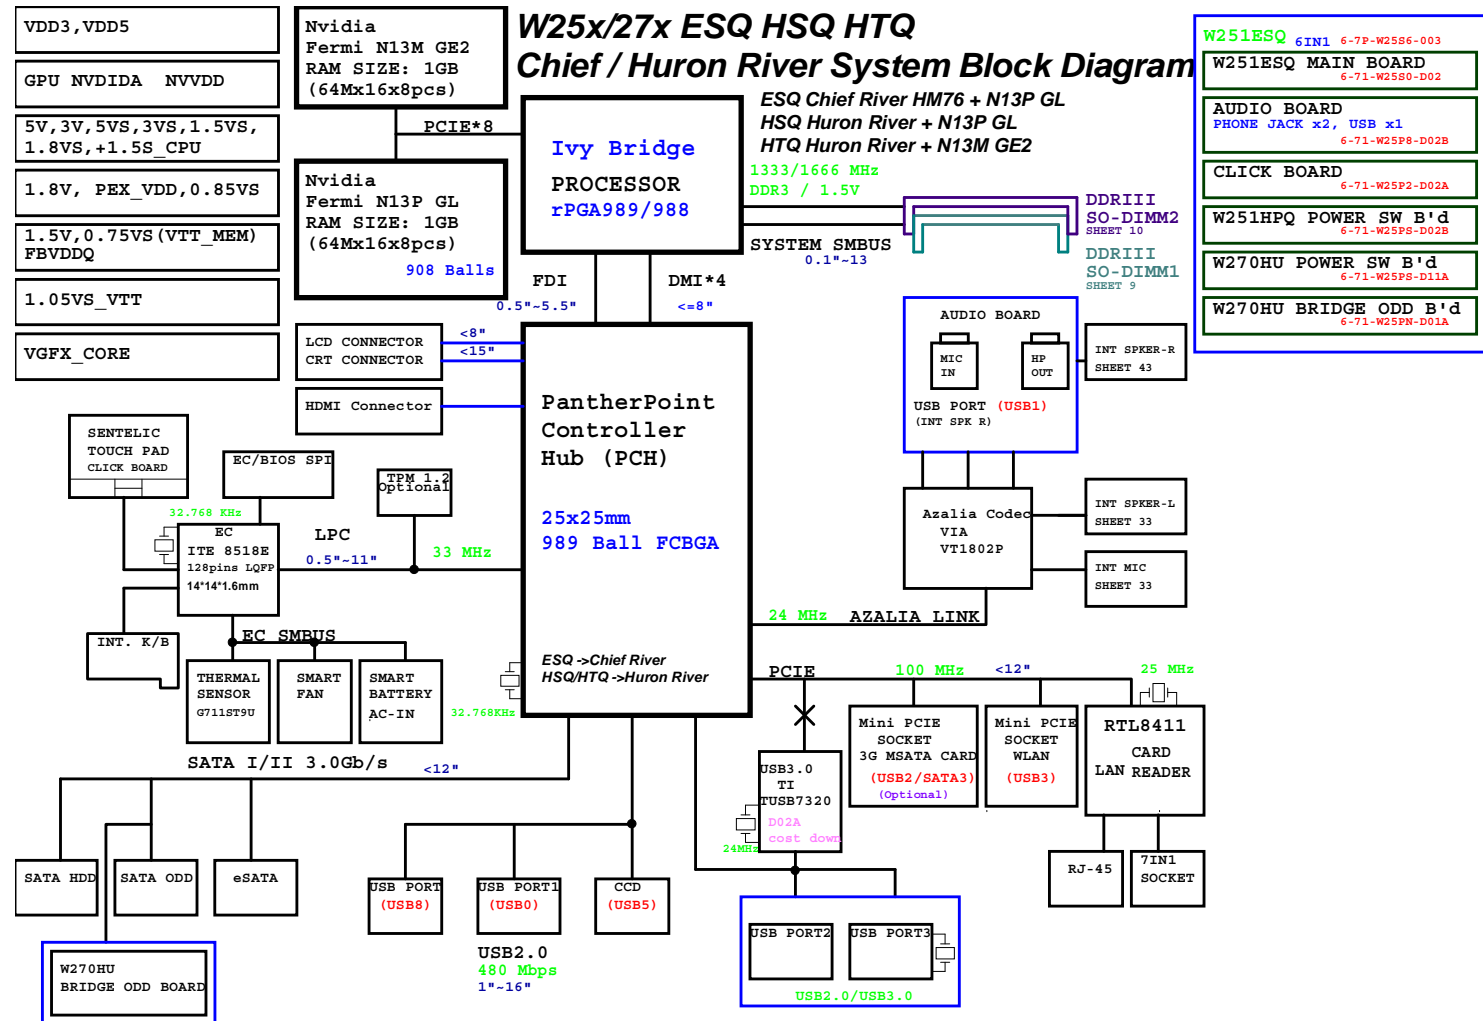 W25x/27x ESQ HSQ HTQ
Chief / Huron River System Block Diagram
ESQ Chief River HM76 + N13P GL
HSQ Huron River + N13P GL
HTQ Huron River + N13M GE2
VDD3,VDD5
GPU NVDIDA NVVDD
5V,3V,5VS,3VS,1.5VS,
1.8VS,+1.5S_CPU
1.8V, PEX_VDD,0.85VS
1.5V,0.75VS(VTT_MEM)
FBVDDQ
1.05VS_VTT
VGFX_CORE
Nvidia
Fermi N13M GE2
RAM SIZE: 1GB
(64Mx16x8pcs)
PCIE*8
Nvidia
Fermi N13P GL
RAM SIZE: 1GB
(64Mx16x8pcs)
908 Balls
Ivy Bridge
PROCESSOR
rPGA989/988
1333/1666 MHz
DDR3 / 1.5V
SYSTEM SMBUS
0.1"~13
DDRIII
SO-DIMM2
SHEET 10
DDRIII
SO-DIMM1
SHEET 9
W251ESQ 6IN1 6-7P-W25S6-003
W251ESQ MAIN BOARD
6-71-W25S0-D02
AUDIO BOARD
PHONE JACK x2, USB x1
6-71-W25P8-D02B
CLICK BOARD
6-71-W25P2-D02A
W251HPQ POWER SW B'd
6-71-W25PS-D02B
W270HU POWER SW B'd
6-71-W25PS-D11A
W270HU BRIDGE ODD B'd
6-71-W25PN-D01A
FDI
0.5"~5.5"
DMI*4
<=8"
LCD CONNECTOR
CRT CONNECTOR
<8"
<15"
HDMI Connector
PantherPoint
Controller
Hub (PCH)
25x25mm
989 Ball FCBGA
ESQ ->Chief River
HSQ/HTQ ->Huron River
32.768KHz
AUDIO BOARD
MIC
IN
HP
OUT
USB PORT (USB1)
(INT SPK R)
INT SPKER-R
SHEET 43
Azalia Codec
VIA
VT1802P
INT SPKER-L
SHEET 33
INT MIC
SHEET 33
24 MHz AZALIA LINK
SENTELIC
TOUCH PAD
CLICK BOARD
EC/BIOS SPI
TPM 1.2
Optional
32.768 KHz
EC
ITE 8518E
128pins LQFP
14*14*1.6mm
LPC
0.5"~11"
33 MHz
INT. K/B
EC SMBUS
THERMAL
SENSOR
G711ST9U
SMART
FAN
SMART
BATTERY
AC-IN
PCIE
100 MHz
<12"
25 MHz
Mini PCIE
SOCKET
3G MSATA CARD
(USB2/SATA3)
(Optional)
Mini PCIE
SOCKET
WLAN
(USB3)
RTL8411
CARD
LAN READER
RJ-45
7IN1
SOCKET
USB3.0
TI
TUSB7320
D02A
cost down
24MHz
SATA I/II 3.0Gb/s
<12"
SATA HDD
SATA ODD
eSATA
W270HU
BRIDGE ODD BOARD
USB PORT
(USB8)
USB PORT1
(USB0)
CCD
(USB5)
USB2.0
480 Mbps
1"~16"
USB PORT2
USB PORT3
USB2.0/USB3.0